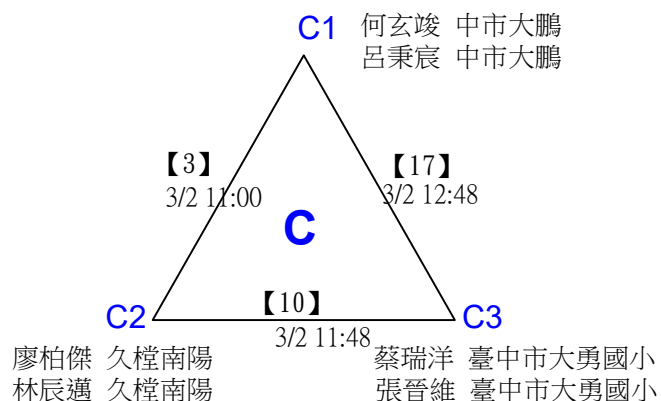 C1
何玄竣 中市大鵬
呂秉宸 中市大鵬
【3】
3/2 11:00
【17】
3/2 12:48
C
【10】
3/2 11:48
C2
廖柏傑 久樘南陽
林辰邁 久樘南陽
C3
蔡瑞洋 臺中市大勇國小
張晉維 臺中市大勇國小